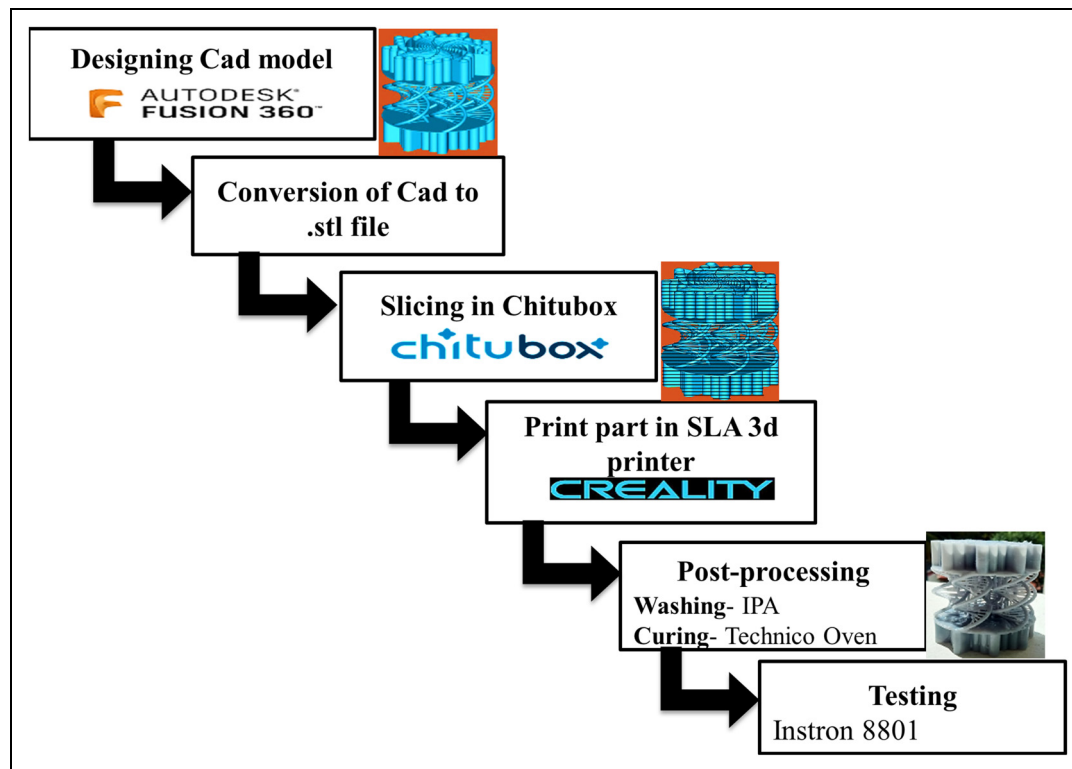 Designing Cad model
AUTODESK®
FUSION 360™
Conversion of Cad to
.stl file
Slicing in Chitubox
chitubox
Print part in SLA 3d
printer
CREALITY
Post-processing
Washing- IPA
Curing- Technico Oven
Testing
Instron 8801